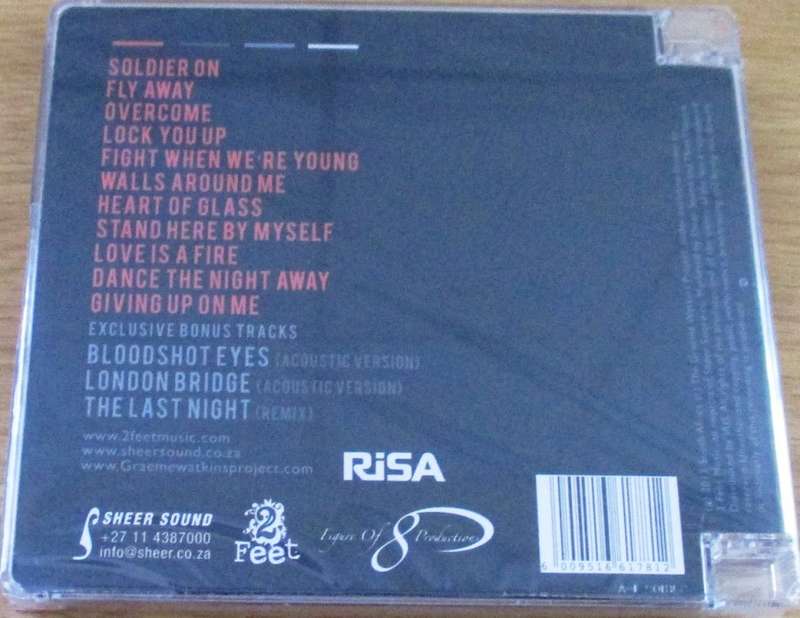 SOLDIER ON
FLY AWAY
OVERCOME
LOCK YOU UP
FIGHT WHEN WE'RE YOUNG
WALLS AROUND ME
HEART OF GLASS
STAND HERE BY MYSELF
LOVE IS A FIRE
DANCE THE NIGHT AWAY
GIVING UP ON ME
EXCLUSIVE BONUS TRACKS
BLOODSHOT EYES (ACOUSTIC VERSION)
LONDON BRIDGE (ACOUSTIC VERSION)
THE LAST NIGHT (REMIX)
www.2feetmusic.com
www.sheersound.co.za
www.Graemewatkinsproject.com
RiSA
SHEER SOUND
+27 11 4387000
info@sheer.co.za
2 Feet
Figure Of 8 Productions
6 009516 617812